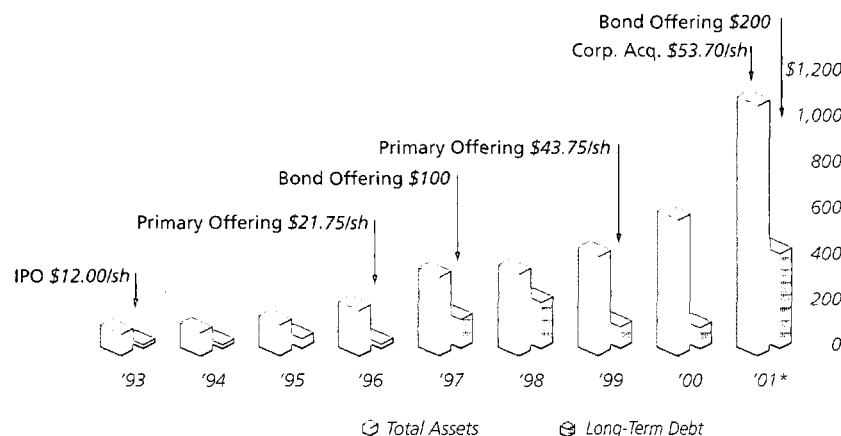 Bond Offering $200
Corp. Acq. $53.70/sh
$1,200
1,000
Primary Offering $43.75/sh
800
Bond Offering $100
600
Primary Offering $21.75/sh
400
IPO $12.00/sh
200
0
'93 '94 '95 '96 '97 '98 '99 '00 '01*
Total Assets Long-Term Debt